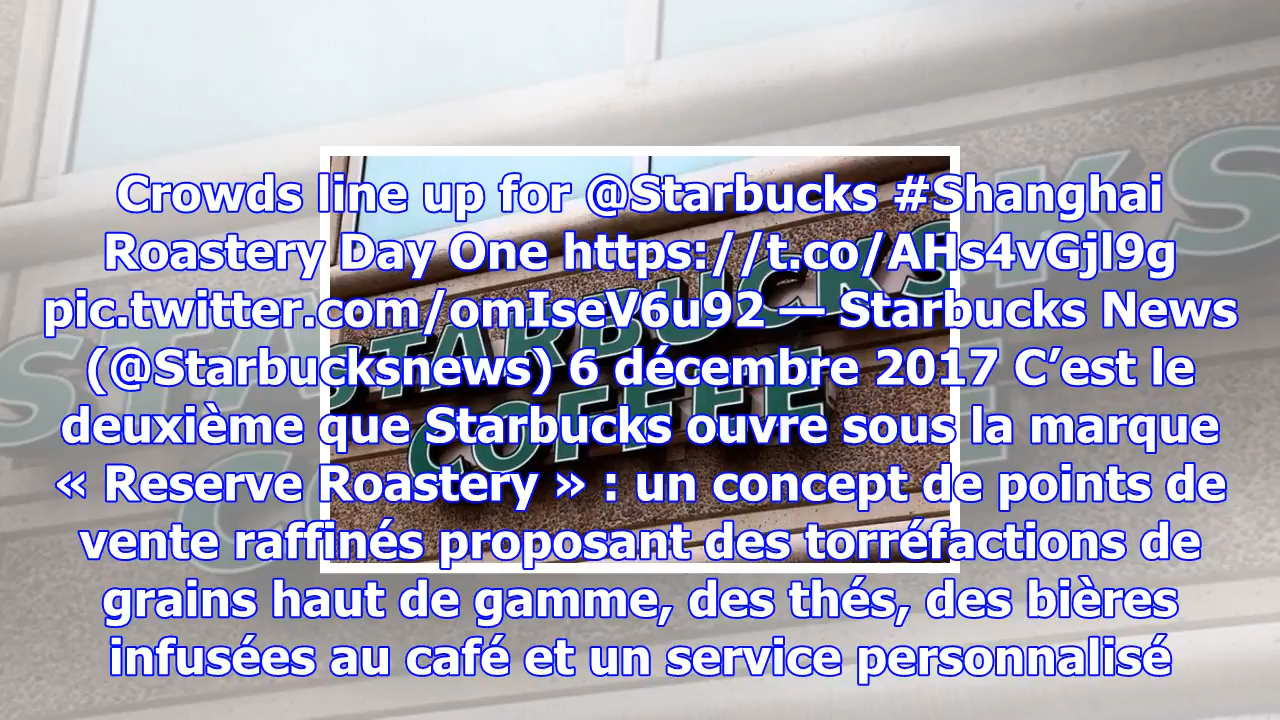 Crowds line up for @Starbucks #Shanghai
Roastery Day One https://t.co/AHs4vGjl9g
pic.twitter.com/omIseV6u92 — Starbucks News
(@Starbucksnews) 6 décembre 2017 C’est le
deuxième que Starbucks ouvre sous la marque
« Reserve Roastery » : un concept de points de
vente raffinés proposant des torréfactions de
grains haut de gamme, des thés, des bières
infusées au café et un service personnalisé
STARBUCKS
COFFEE